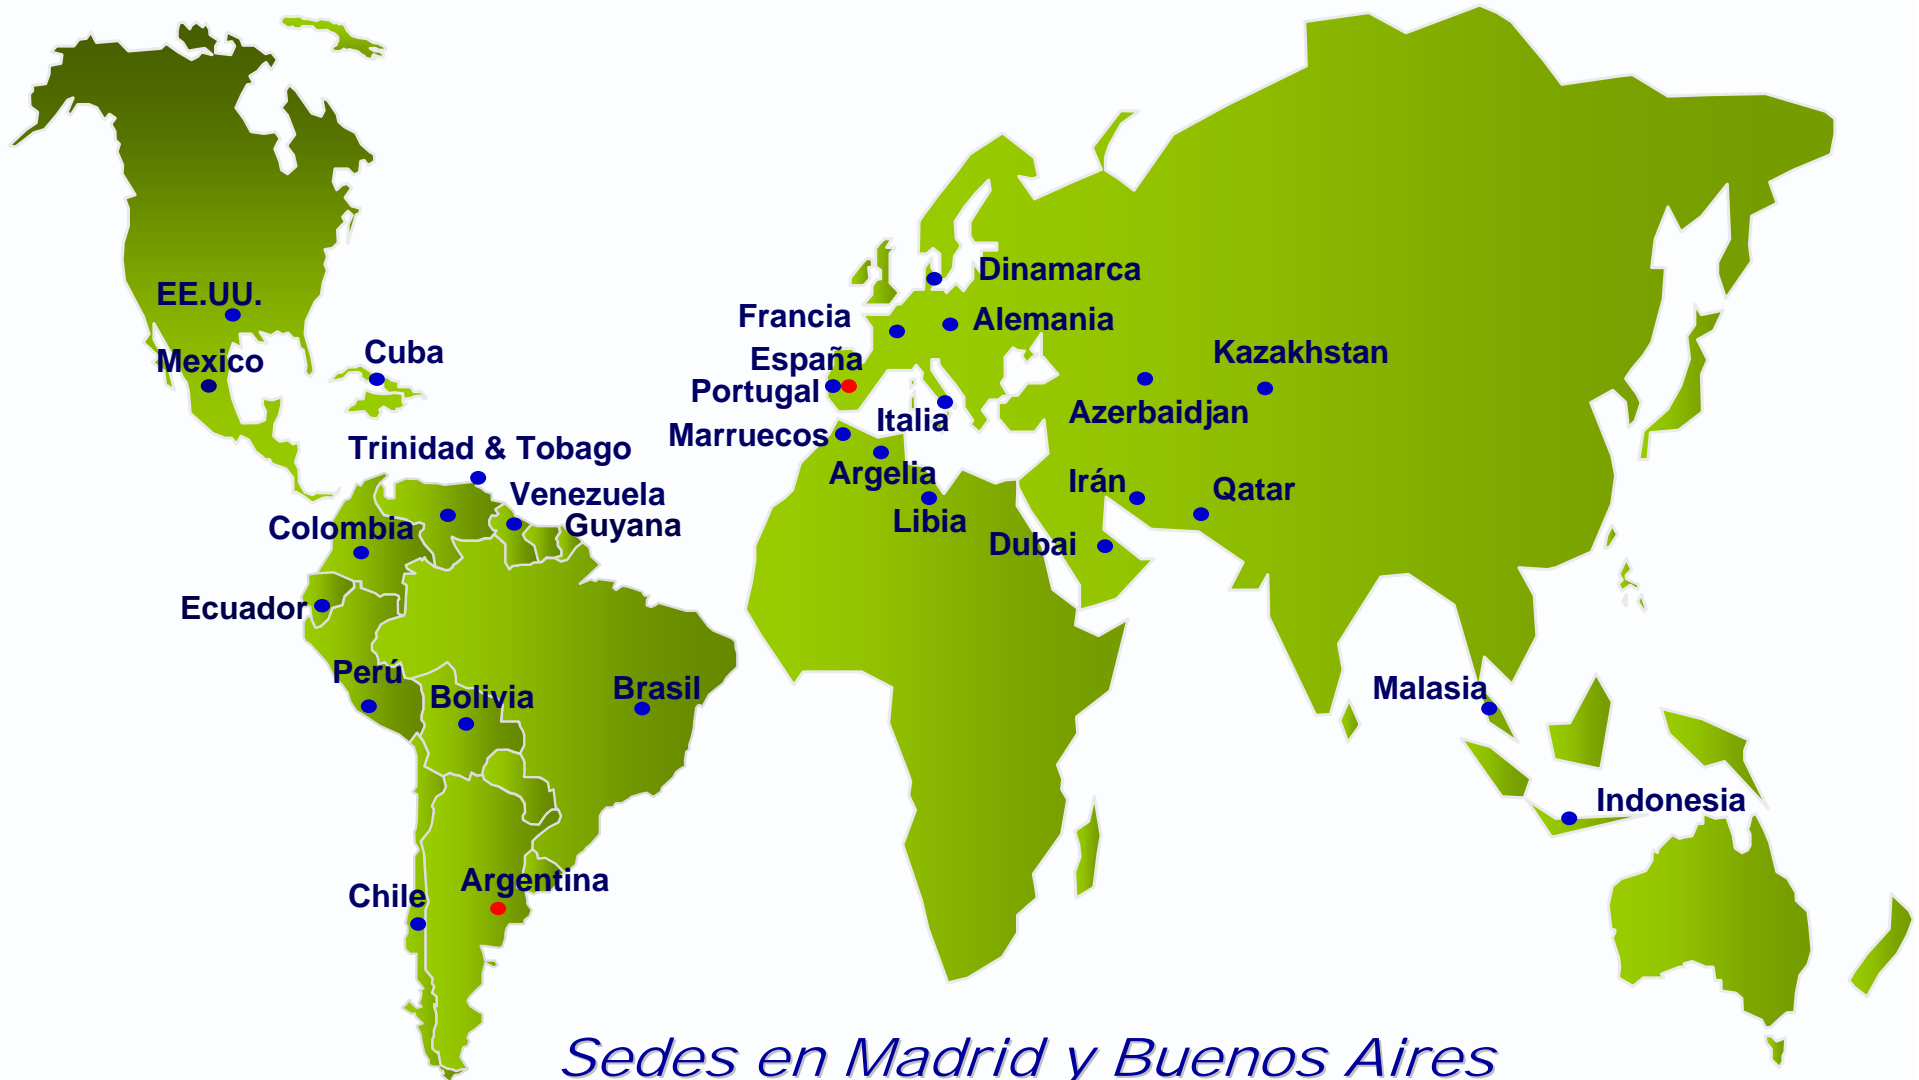 Dinamarca
EE.UU.
Francia
Alemania
Mexico
Cuba
España
Kazakhstan
Portugal
Italia
Azerbaidjan
Marruecos
Trinidad & Tobago
Argelia
Irán
Qatar
Venezuela
Colombia
Guyana
Libia
Dubai
Ecuador
Perú
Bolivia
Brasil
Malasia
Indonesia
Argentina
Chile
Sedes en Madrid y Buenos Aires